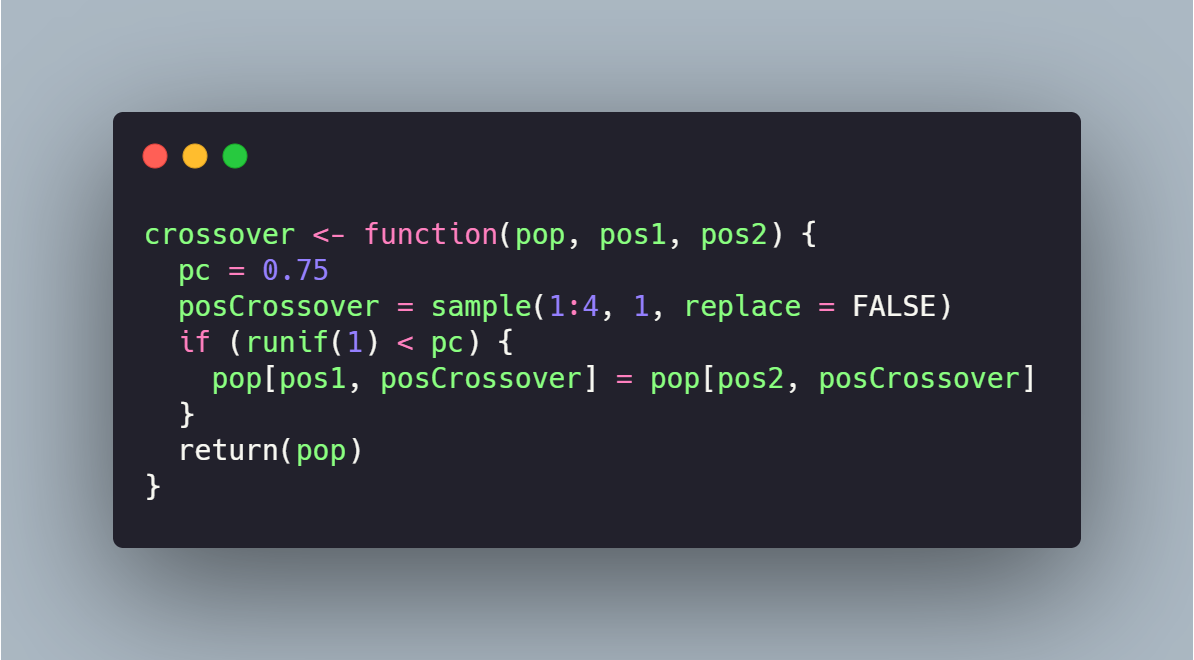 crossover <- function(pop, pos1, pos2) {
  pc = 0.75
  posCrossover = sample(1:4, 1, replace = FALSE)
  if (runif(1) < pc) {
    pop[pos1, posCrossover] = pop[pos2, posCrossover]
  }
  return(pop)
}